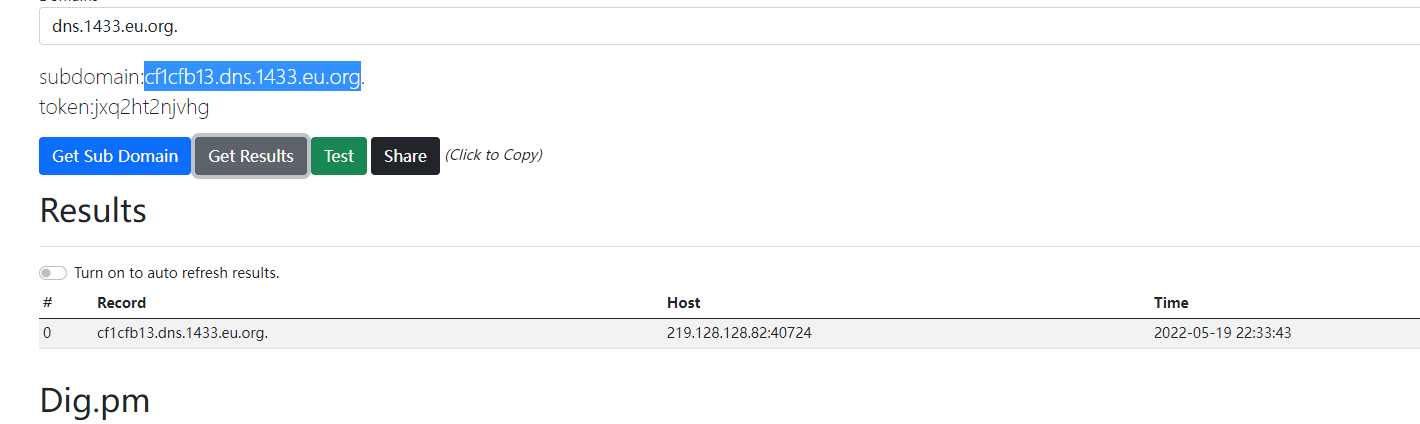 dns.1433.eu.org.
subdomain:cf1cfb13.dns.1433.eu.org.
token:jxq2ht2njvhg
Get Sub Domain Get Results Test Share (Click to Copy)
Results
Turn on to auto refresh results.
# Record Host Time
0 cf1cfb13.dns.1433.eu.org. 219.128.128.82:40724 2022-05-19 22:33:43
Dig.pm